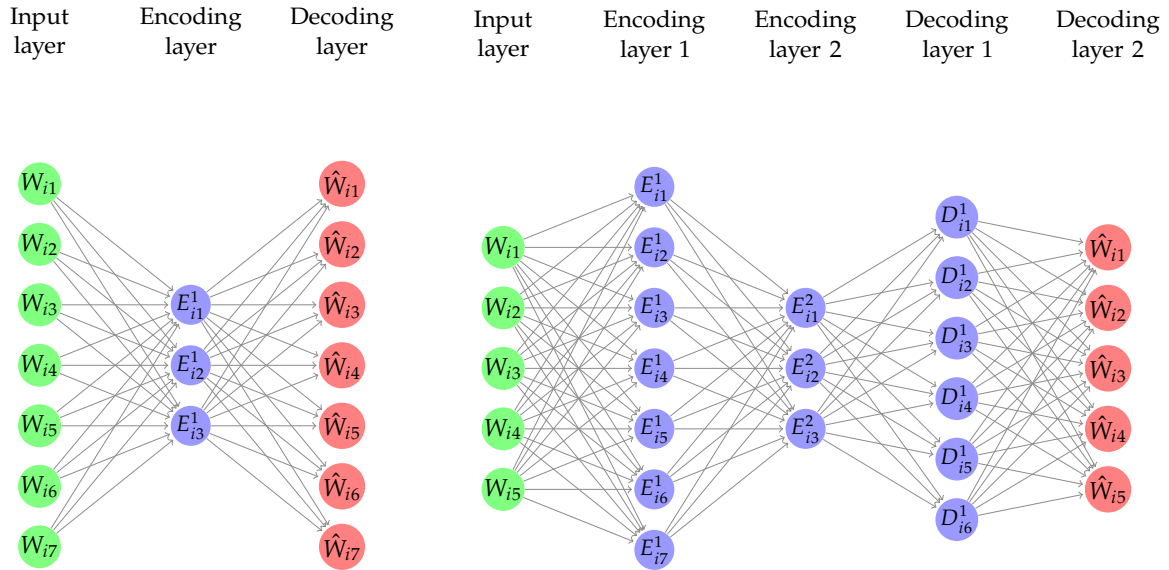 Input layer
Encoding layer
Decoding layer
W_{i1}
W_{i2}
W_{i3}
W_{i4}
W_{i5}
W_{i6}
W_{i7}
E^1_{i1}
E^1_{i2}
E^1_{i3}
Ŵ_{i1}
Ŵ_{i2}
Ŵ_{i3}
Ŵ_{i4}
Ŵ_{i5}
Ŵ_{i6}
Ŵ_{i7}
Input layer
Encoding layer 1
Encoding layer 2
Decoding layer 1
Decoding layer 2
W_{i1}
W_{i2}
W_{i3}
W_{i4}
W_{i5}
E^1_{i1}
E^1_{i2}
E^1_{i3}
E^1_{i4}
E^1_{i5}
E^1_{i6}
E^1_{i7}
E^2_{i1}
E^2_{i2}
E^2_{i3}
D^1_{i1}
D^1_{i2}
D^1_{i3}
D^1_{i4}
D^1_{i5}
D^1_{i6}
Ŵ_{i1}
Ŵ_{i2}
Ŵ_{i3}
Ŵ_{i4}
Ŵ_{i5}